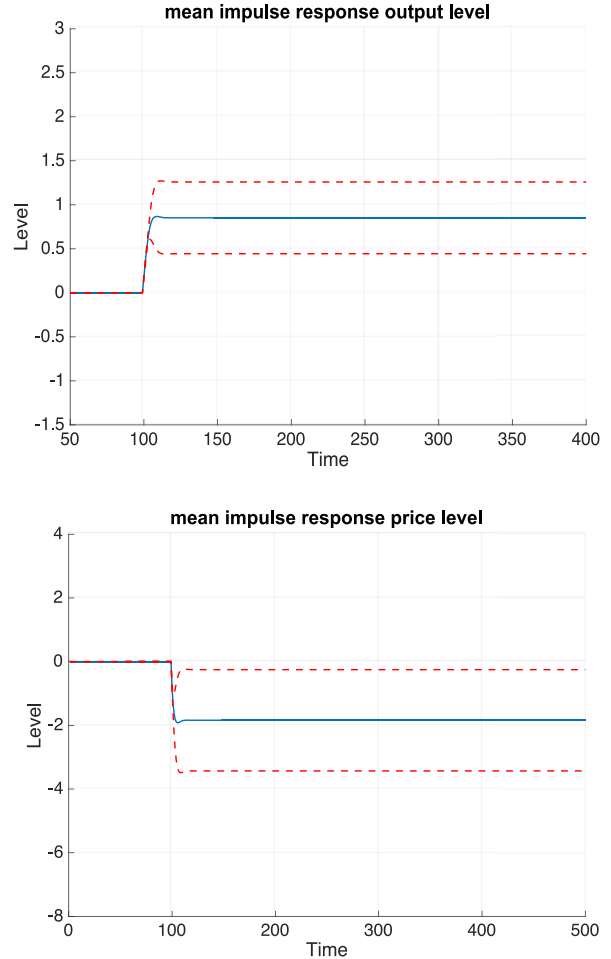 mean impulse response output level
3
2.5
2
1.5
1
0.5
0
-0.5
-1
-1.5
Level
50 100 150 200 250 300 350 400
Time
mean impulse response price level
4
2
0
-2
-4
-6
-8
Level
0 100 200 300 400 500
Time